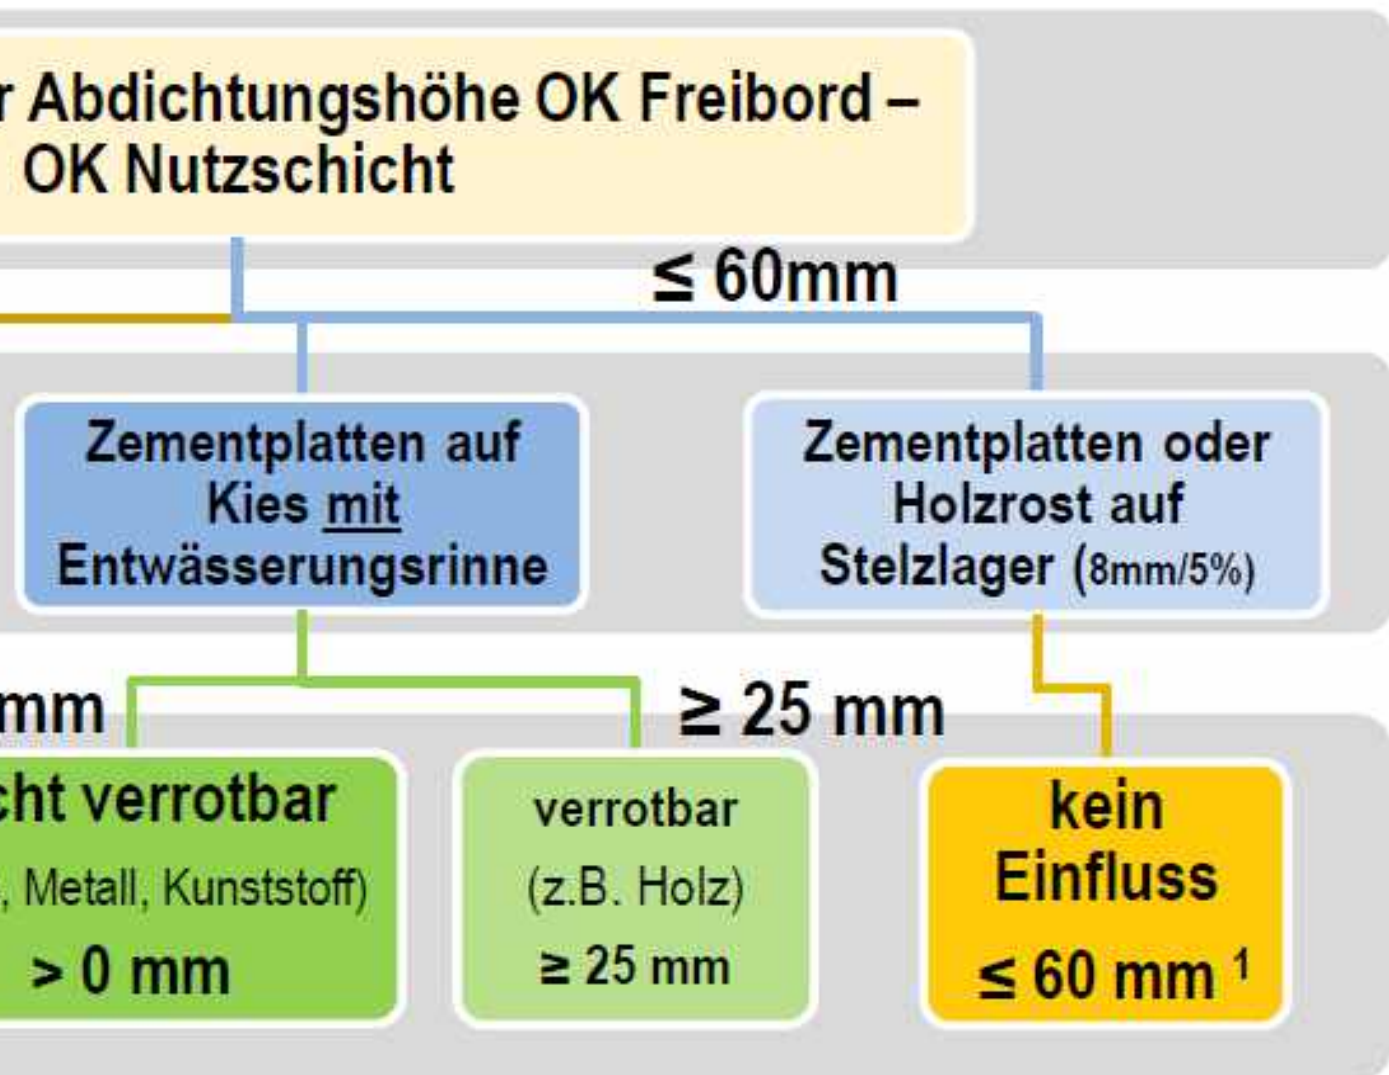 r Abdichtungshöhe OK Freibord –
OK Nutzschicht
≤ 60mm
Zementplatten auf
Kies mit
Entwässerungsrinne
Zementplatten oder
Holzrost auf
Stelzlager (8mm/5%)
mm
≥ 25 mm
cht verrotbar
, Metall, Kunststoff)
> 0 mm
verrotbar
(z.B. Holz)
≥ 25 mm
kein
Einfluss
≤ 60 mm ¹